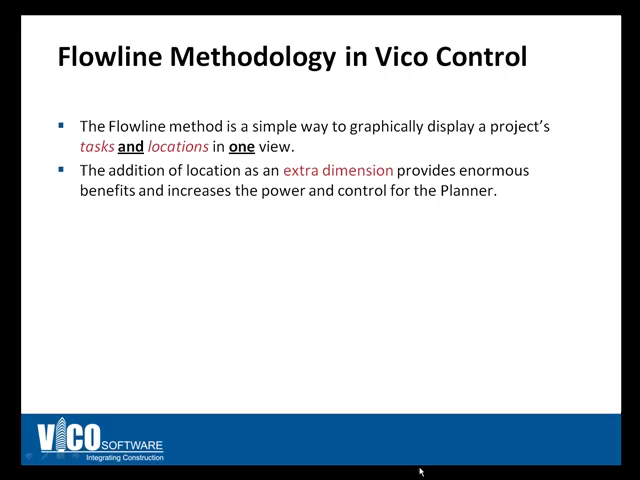 Flowline Methodology in Vico Control
▪ The Flowline method is a simple way to graphically display a project's
tasks and locations in one view.
▪ The addition of location as an extra dimension provides enormous
benefits and increases the power and control for the Planner.
VICO SOFTWARE
Integrating Construction